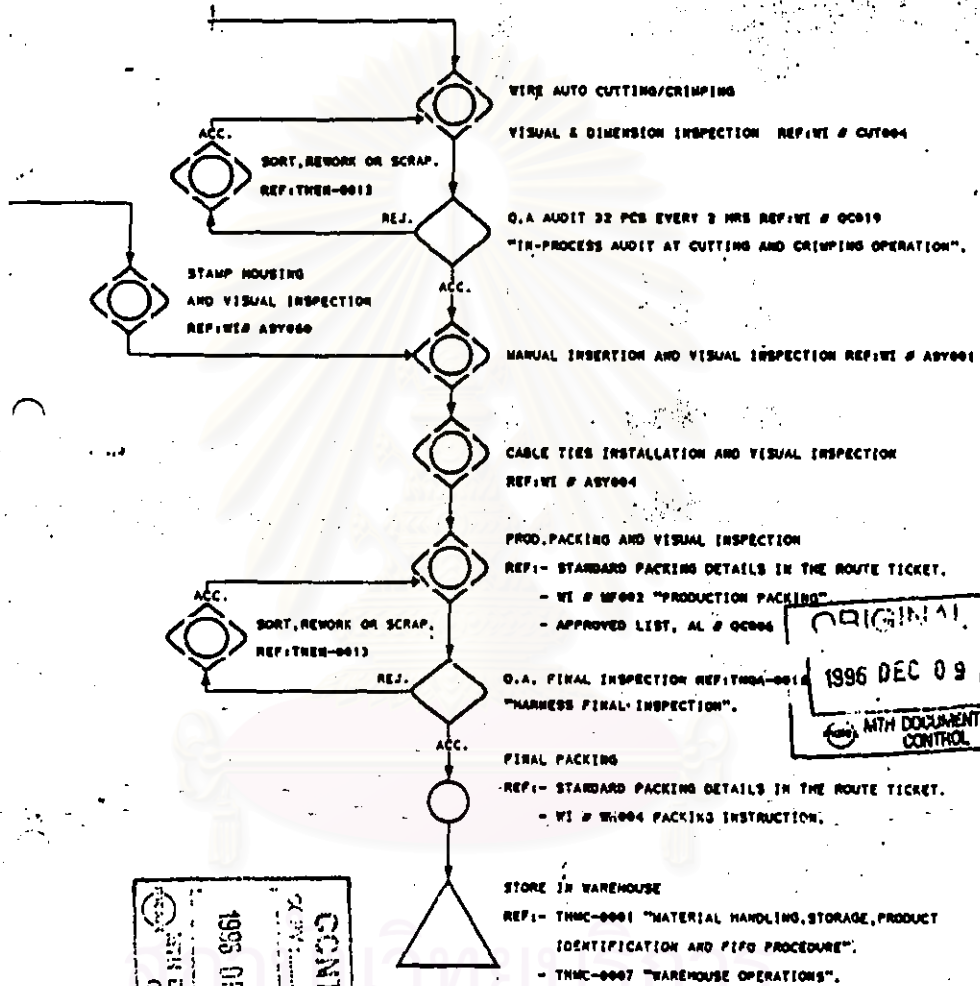 WIRE AUTO CUTTING/CRIMPING
VISUAL & DIMENSION INSPECTION REF:WI # CUT004
ACC.
SORT,REWORK OR SCRAP.
REF:TNEN-0013
REJ.
Q.A AUDIT 32 PCS EVERY 2 HRS REF:WI # QC019
"IN-PROCESS AUDIT AT CUTTING AND CRIMPING OPERATION".
STAMP HOUSING
AND VISUAL INSPECTION
REF:WI# ASY060
ACC.
MANUAL INSERTION AND VISUAL INSPECTION REF:WI # ASY001
CABLE TIES INSTALLATION AND VISUAL INSPECTION
REF:WI # ASY004
PROD.PACKING AND VISUAL INSPECTION
REF:- STANDARD PACKING DETAILS IN THE ROUTE TICKET.
- WI # WF002 "PRODUCTION PACKING"
- APPROVED LIST, AL # QC006
ACC.
SORT,REWORK OR SCRAP.
REF:TNEN-0013
REJ.
Q.A. FINAL INSPECTION
"HARNESS FINAL INSPECTION".
ORIGINAL
1996 DEC 09
MTH DOCUMENT
CONTROL
ACC.
FINAL PACKING
REF:- STANDARD PACKING DETAILS IN THE ROUTE TICKET.
- WI # WH004 PACKING INSTRUCTION.
STORE IN WAREHOUSE
REF:- THMC-0001 "MATERIAL HANDLING,STORAGE,PRODUCT
IDENTIFICATION AND FIFO PROCEDURE".
- THMC-0007 "WAREHOUSE OPERATIONS".